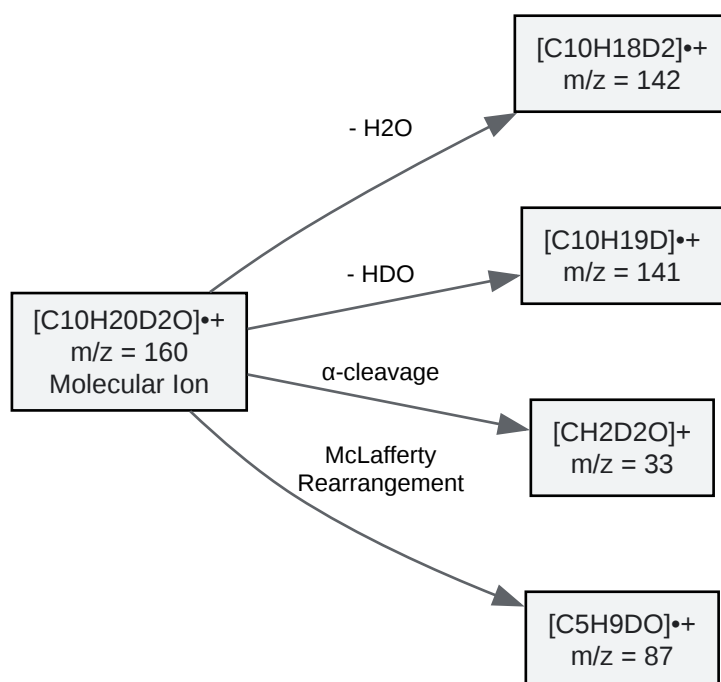 [C10H18D2]•+
m/z = 142
- H2O
[C10H19D]•+
m/z = 141
- HDO
[C10H20D2O]•+
m/z = 160
Molecular Ion
α-cleavage
[CH2D2O]+
m/z = 33
McLafferty
Rearrangement
[C5H9DO]•+
m/z = 87